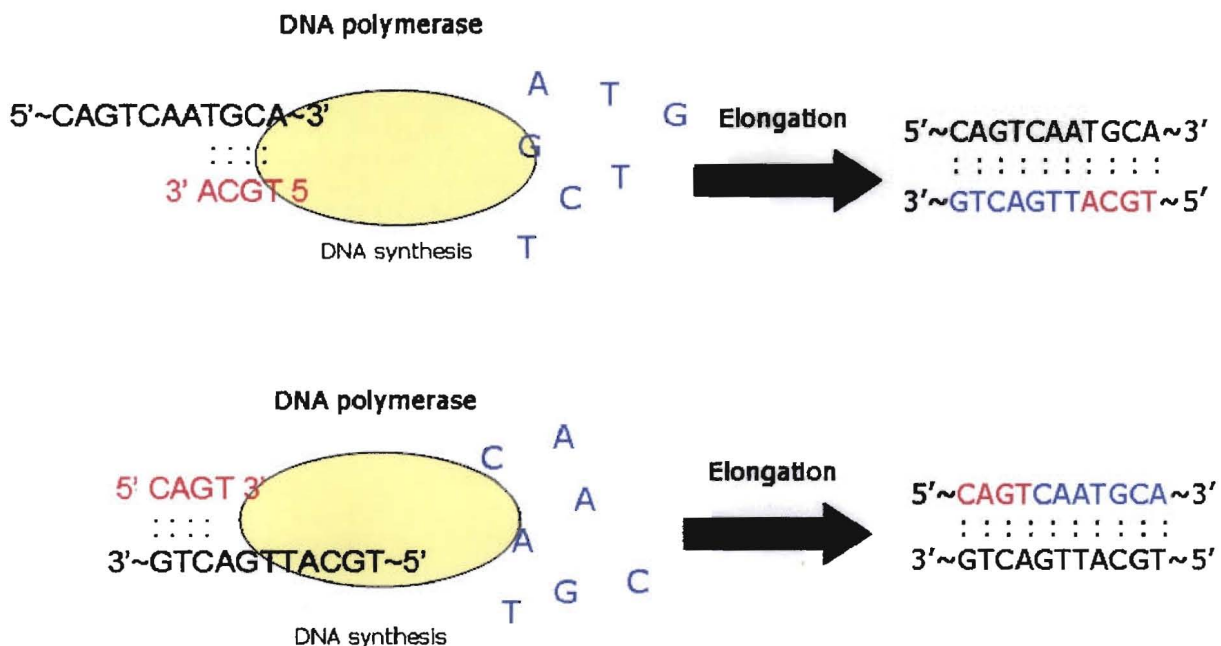 DNA polymerase
5'~CAGTCAATGCA~3'
3' ACGT 5
DNA synthesis
A
T
G
G
T
C
T
Elongation
5'~CAGTCAATGCA~3'
3'~GTCAGTTACGT~5'
DNA polymerase
5' CAGT 3'
3'~GTCAGTTACGT~5'
DNA synthesis
C
A
A
A
T
G
C
Elongation
5'~CAGTCAATGCA~3'
3'~GTCAGTTACGT~5'